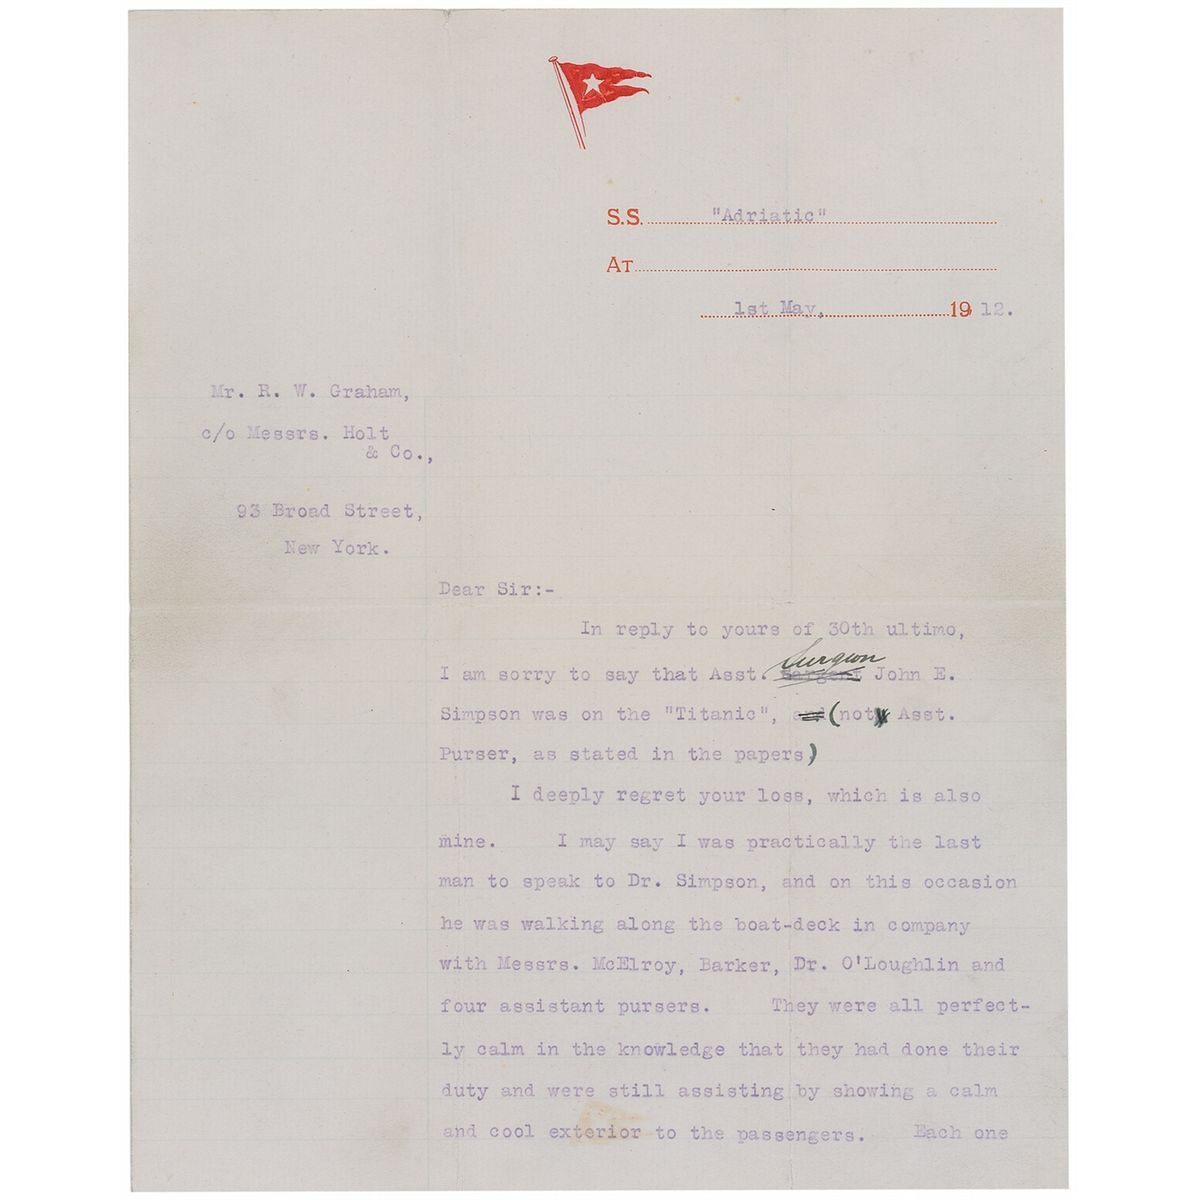 S.S. "Adriatic"
AT
1st May, 1912.
Mr. R. W. Graham,
c/o Messrs. Holt
& Co.,
93 Broad Street,
New York.
Dear Sir:-
In reply to yours of 30th ultimo,
Surgeon
I am sorry to say that Asst. Sargent John E.
Simpson was on the "Titanic", and (not Asst.
Purser, as stated in the papers)
I deeply regret your loss, which is also
mine. I may say I was practically the last
man to speak to Dr. Simpson, and on this occasion
he was walking along the boat-deck in company
with Messrs. McElroy, Barker, Dr. O'Loughlin and
four assistant pursers. They were all perfect-
ly calm in the knowledge that they had done their
duty and were still assisting by showing a calm
and cool exterior to the passengers. Each one